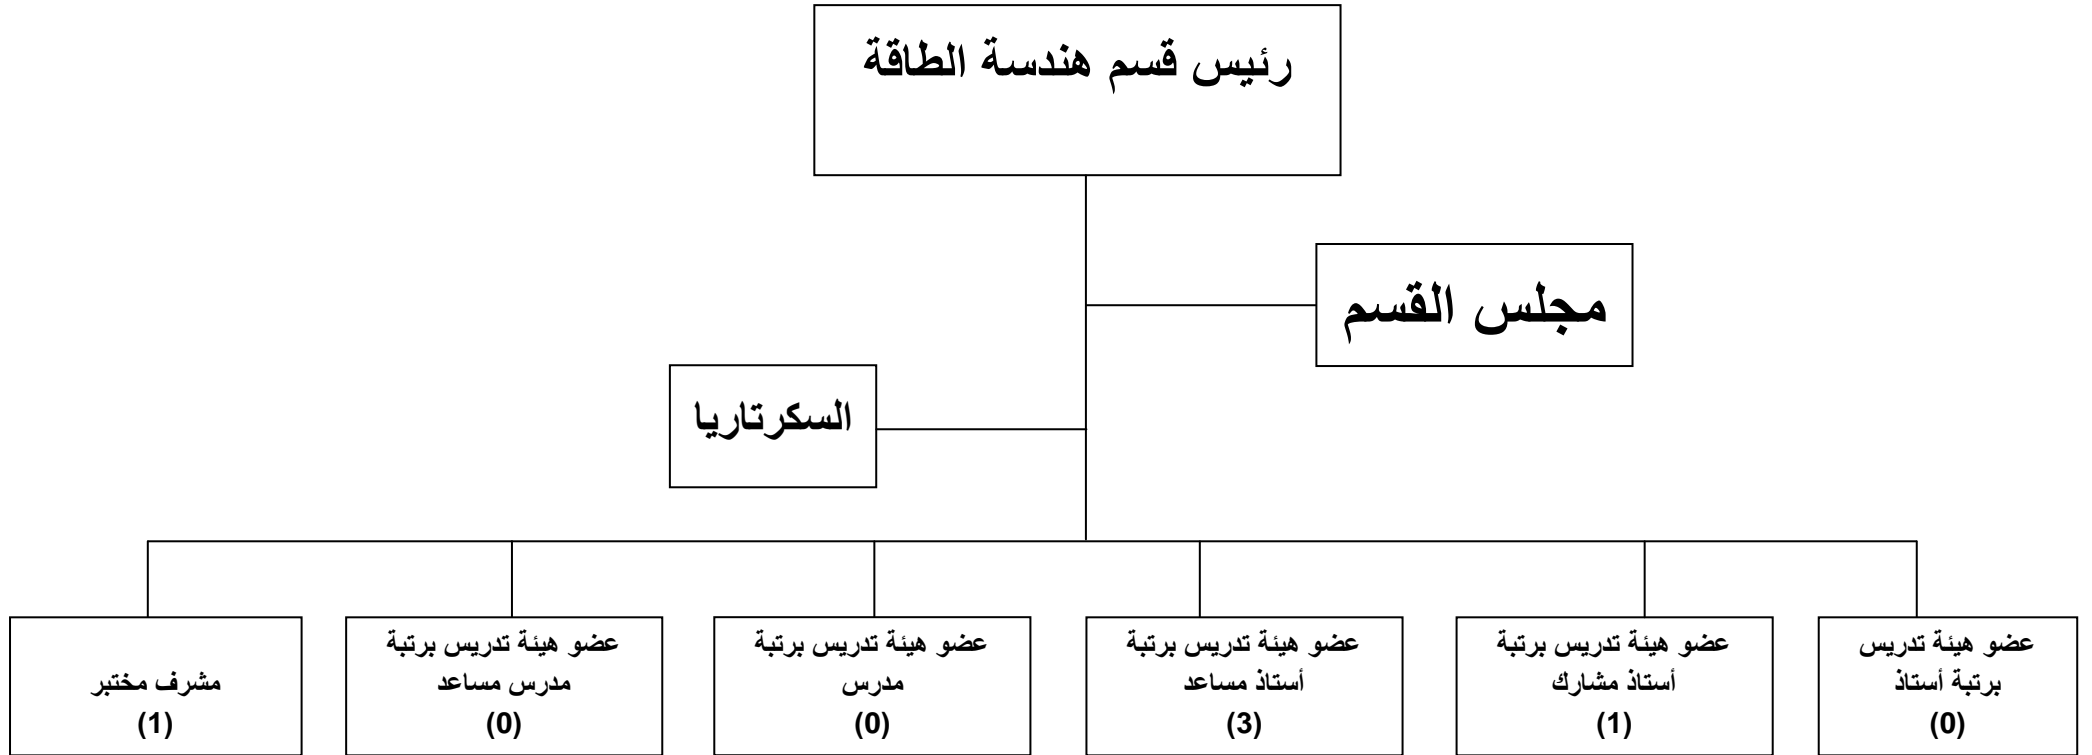 رئيس قسم هندسة الطاقة
مجلس القسم
السكرتاريا
عضو هيئة تدريس
برتبة أستاذ
(0)
عضو هيئة تدريس برتبة
أستاذ مشارك
(1)
عضو هيئة تدريس برتبة
أستاذ مساعد
(3)
عضو هيئة تدريس برتبة
مدرس
(0)
عضو هيئة تدريس برتبة
مدرس مساعد
(0)
مشرف مختبر
(1)